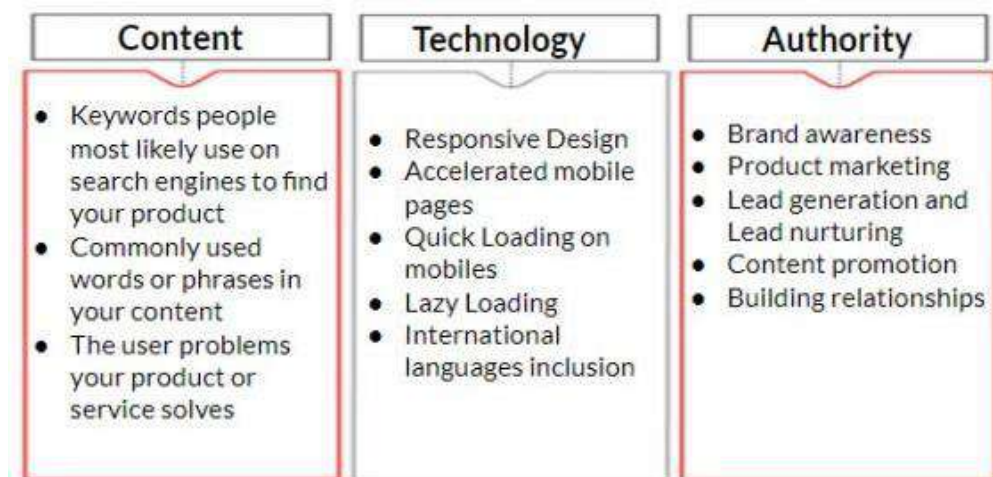 Content
● Keywords people
most likely use on
search engines to find
your product
● Commonly used
words or phrases in
your content
● The user problems
your product or
service solves
Technology
● Responsive Design
● Accelerated mobile
pages
● Quick Loading on
mobiles
● Lazy Loading
● International
languages inclusion
Authority
● Brand awareness
● Product marketing
● Lead generation and
Lead nurturing
● Content promotion
● Building relationships